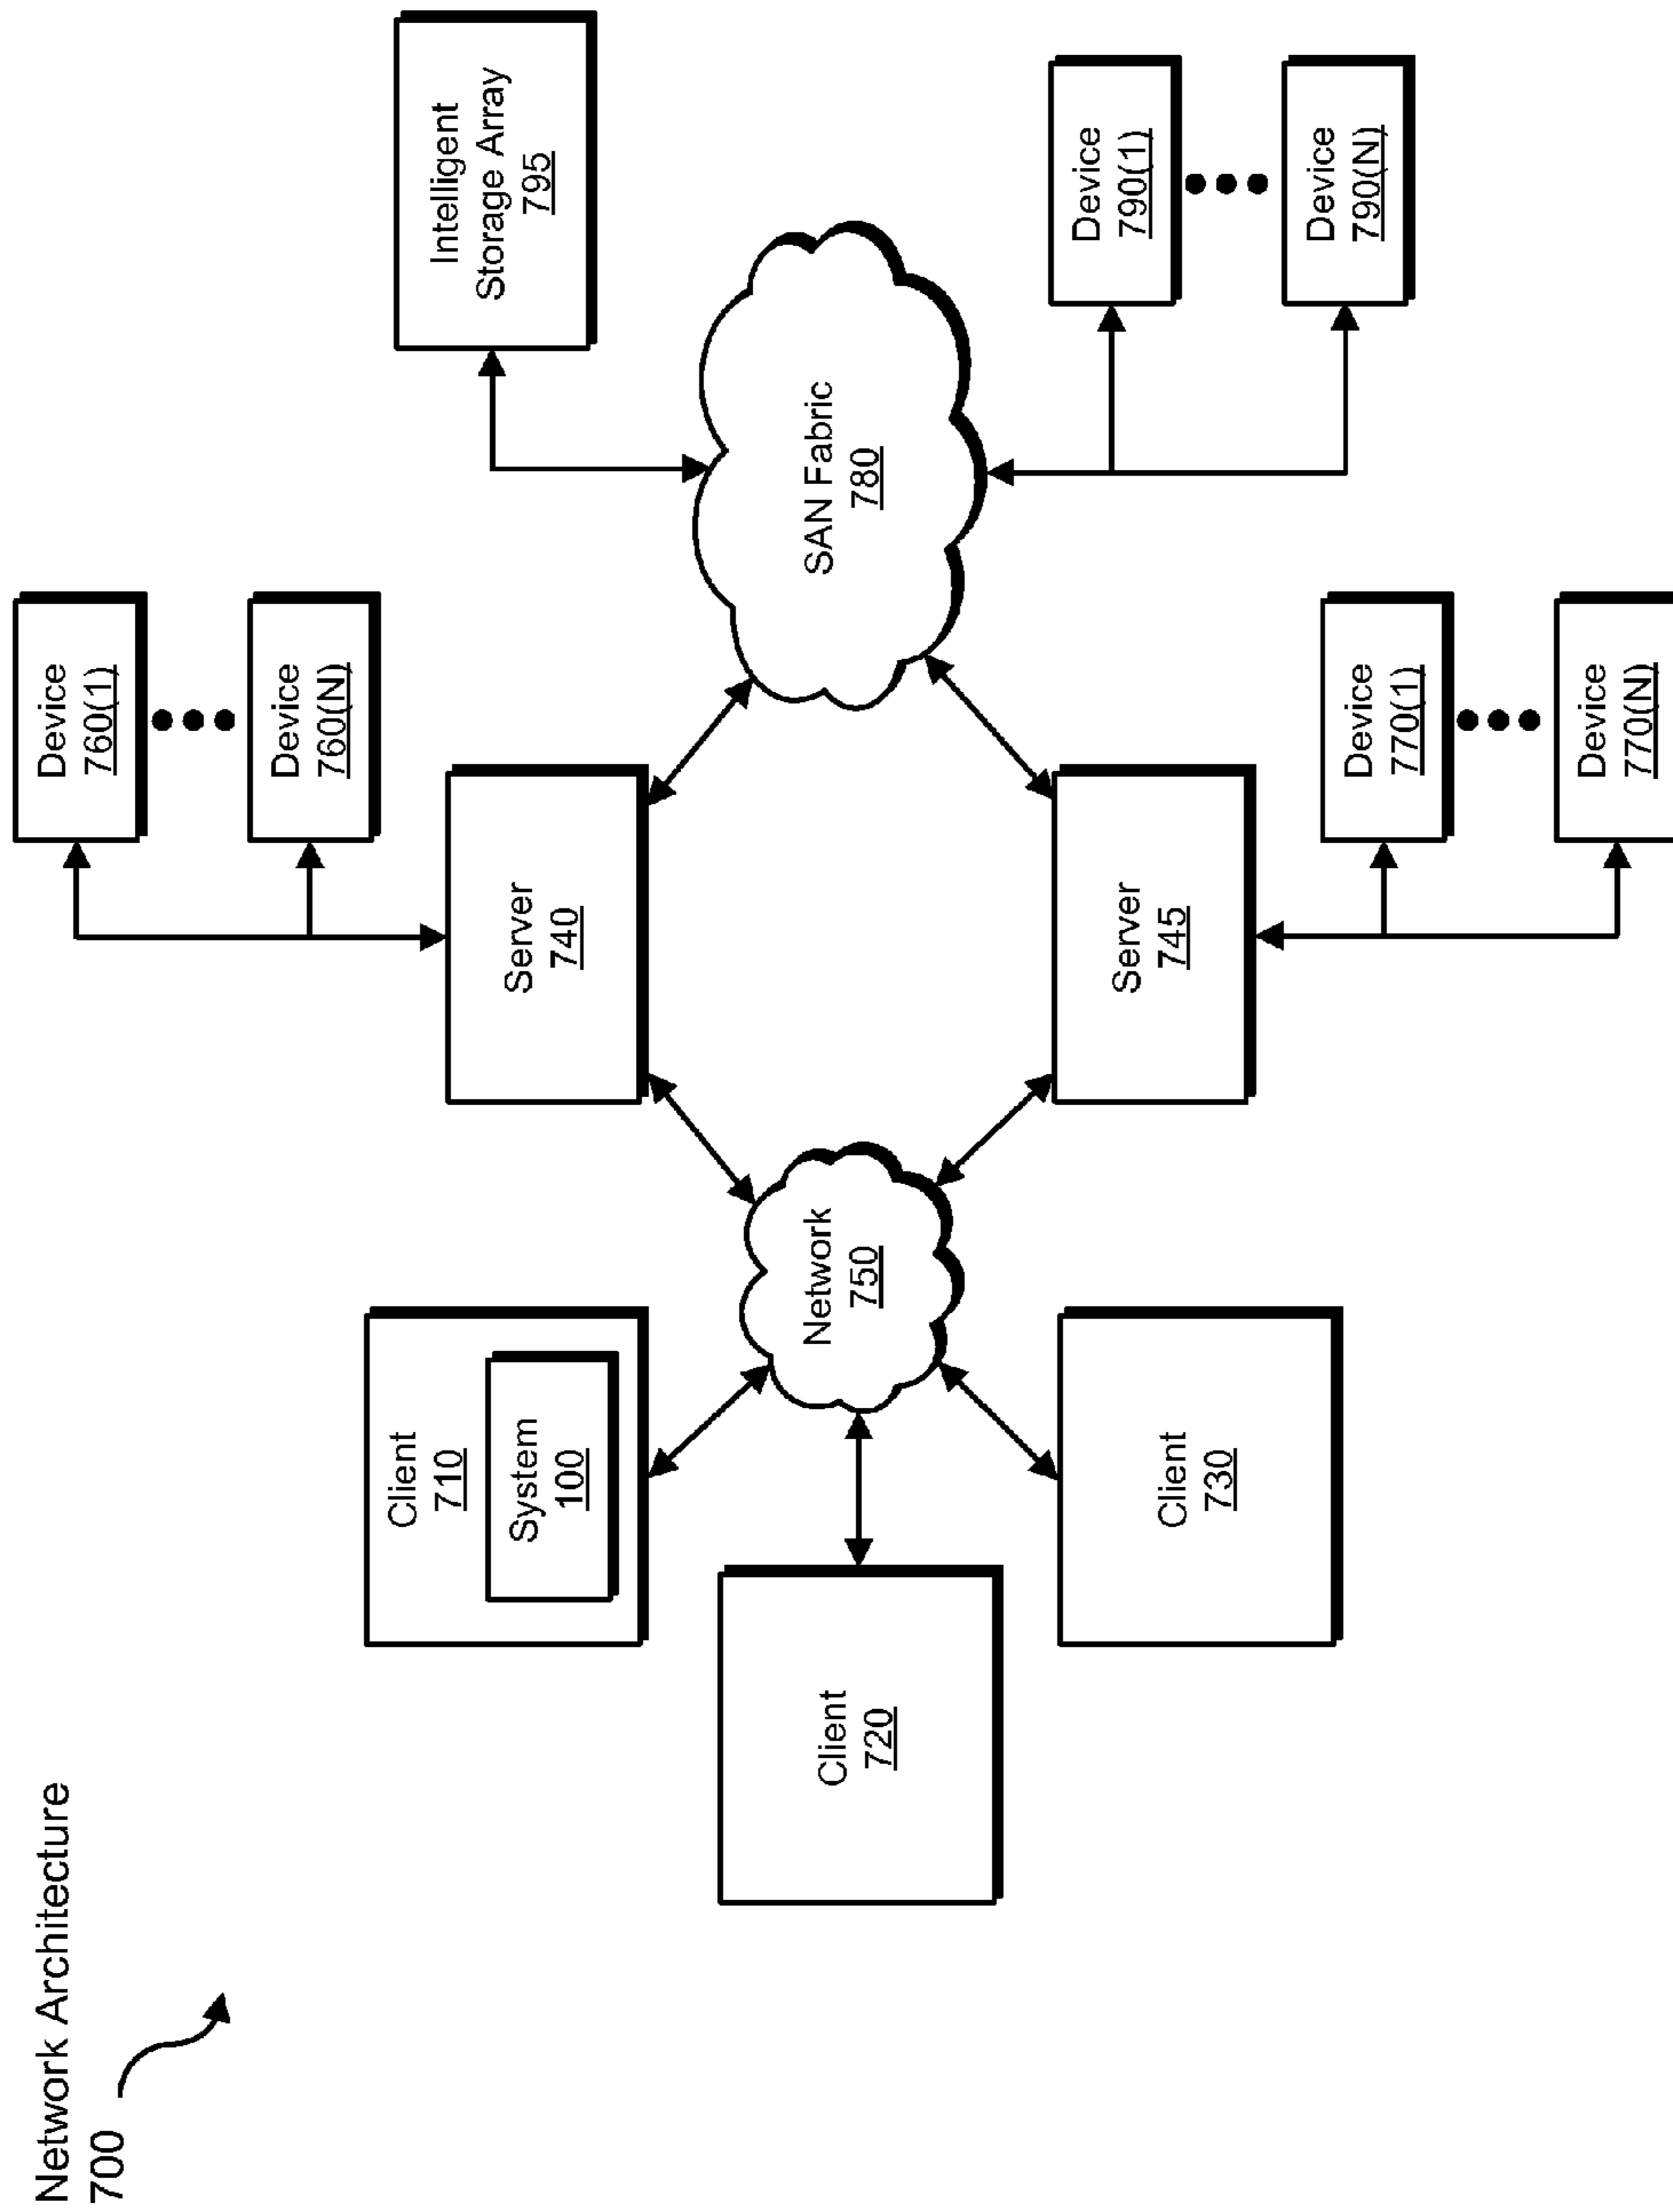 Network Architecture
700
Device
760(1)
Device
760(N)
Intelligent
Storage Array
795
Client
710
System
100
Server
740
Client
720
Network
750
SAN Fabric
780
Device
790(1)
Device
790(N)
Client
730
Server
745
Device
770(1)
Device
770(N)